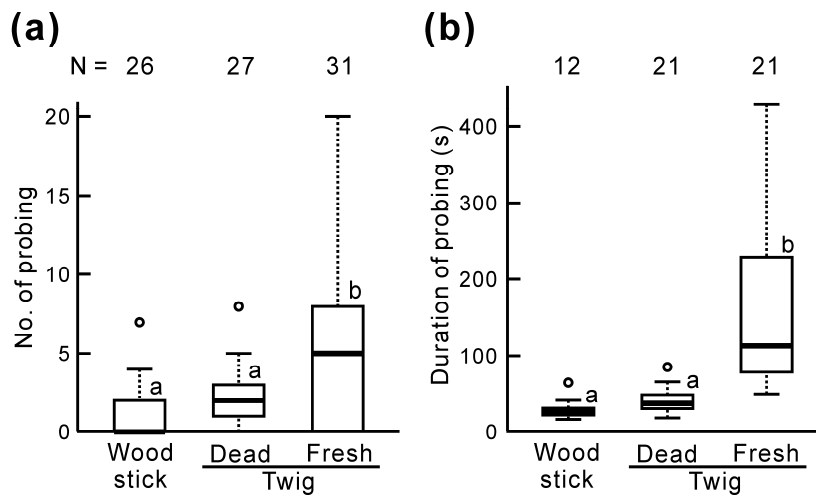 (a)
N = 26 27 31
20
15
10
5
0
No. of probing
a
a
b
Wood
stick
Dead
Fresh
Twig
(b)
12 21 21
400
300
200
100
0
Duration of probing (s)
a
a
b
Wood
stick
Dead
Fresh
Twig